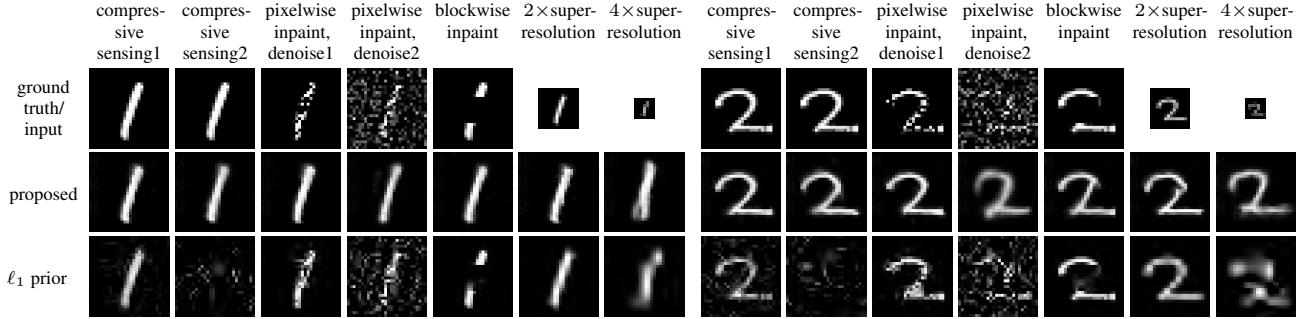 compres- compres- pixelwise pixelwise blockwise 2×super- 4×super- compres- compres- pixelwise pixelwise blockwise 2×super- 4×super-
sive sive inpaint, inpaint, inpaint resolution resolution sive sive inpaint, inpaint, inpaint resolution resolution
sensing1 sensing2 denoise1 denoise2 sensing1 sensing2 denoise1 denoise2
ground
truth/
input
proposed
ℓ1 prior